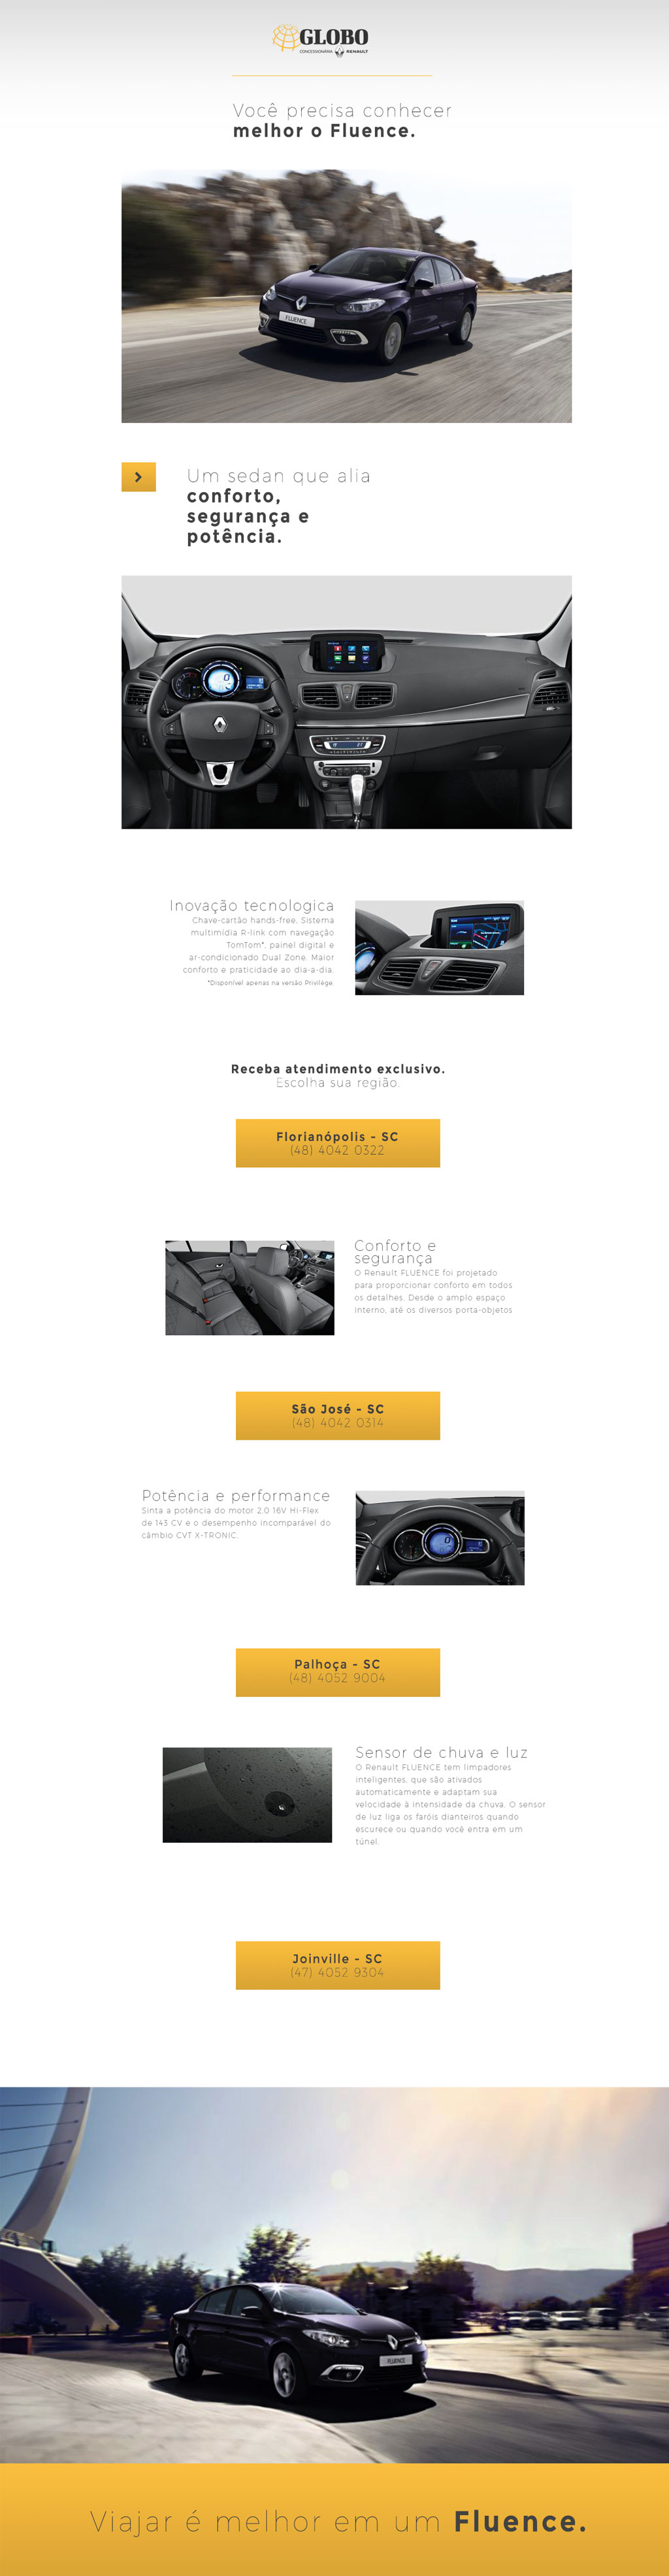 GLOBO
CONCESSIONÁRIA RENAULT
Você precisa conhecer
melhor o Fluence.
FLUENCE
Um sedan que alia
conforto,
segurança e
potência.
Inovação tecnologica
Chave-cartão hands-free, Sistema
multimídia R-link com navegação
TomTom*, painel digital e
ar-condicionado Dual Zone. Maior
conforto e praticidade ao dia-a-dia.
*Disponível apenas na versão Privilége.
Receba atendimento exclusivo.
Escolha sua região.
Florianópolis - SC
(48) 4042 0322
Conforto e
segurança
O Renault FLUENCE foi projetado
para proporcionar conforto em todos
os detalhes. Desde o amplo espaço
interno, até os diversos porta-objetos
São José - SC
(48) 4042 0314
Potência e performance
Sinta a potência do motor 2.0 16V Hi-Flex
de 143 CV e o desempenho incomparável do
câmbio CVT X-TRONIC.
Palhoça - SC
(48) 4052 9004
Sensor de chuva e luz
O Renault FLUENCE tem limpadores
inteligentes, que são ativados
automaticamente e adaptam sua
velocidade à intensidade da chuva. O sensor
de luz liga os faróis dianteiros quando
escurece ou quando você entra em um
túnel.
Joinville - SC
(47) 4052 9304
FLUENCE
Viajar é melhor em um Fluence.